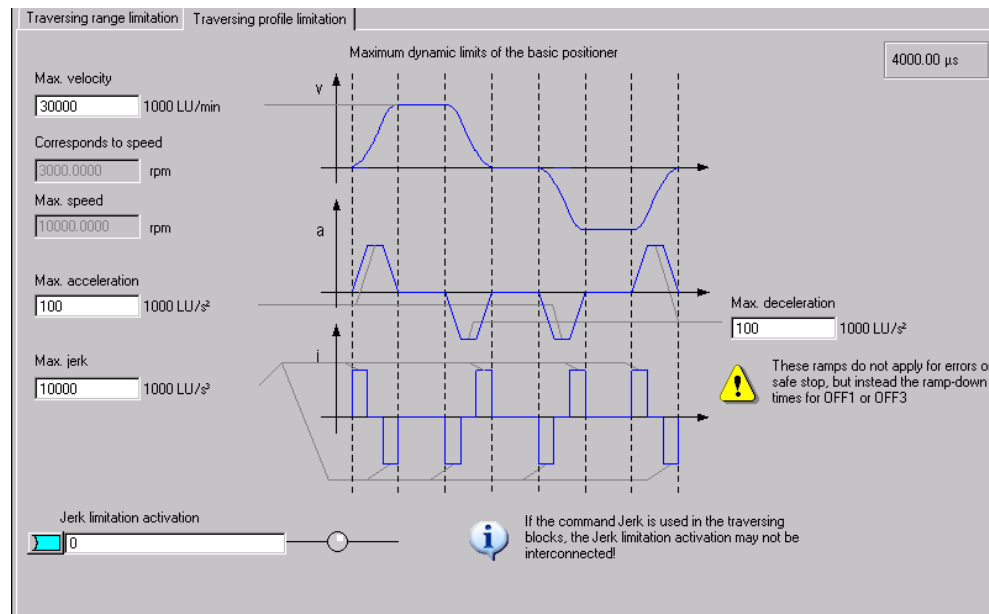 Traversing range limitation Traversing profile limitation
Maximum dynamic limits of the basic positioner
4000.00 µs
Max. velocity
30000 1000 LU/min
Corresponds to speed
3000.0000 rpm
Max. speed
10000.0000 rpm
v
a
Max. acceleration
100 1000 LU/s²
Max. deceleration
100 1000 LU/s²
j
Max. jerk
10000 1000 LU/s³
These ramps do not apply for errors or
safe stop, but instead the ramp-down
times for OFF1 or OFF3
Jerk limitation activation
0
If the command Jerk is used in the traversing
blocks, the Jerk limitation activation may not be
interconnected!